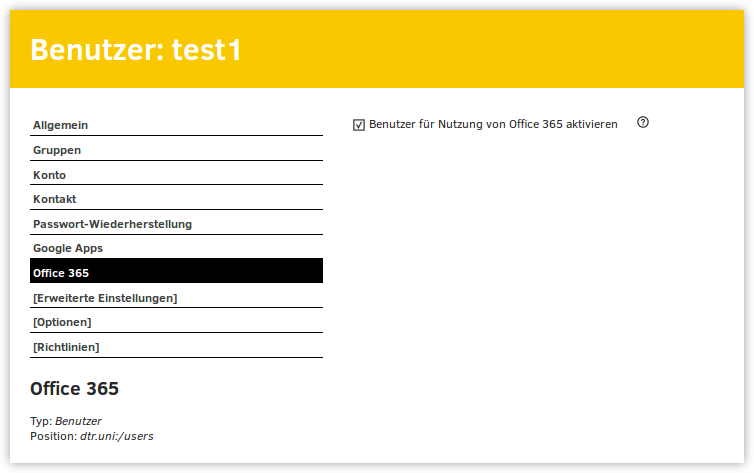 Benutzer: test1
Allgemein
Gruppen
Konto
Kontakt
Passwort-Wiederherstellung
Google Apps
Office 365
[Erweiterte Einstellungen]
[Optionen]
[Richtlinien]
Office 365
Typ: Benutzer
Position: dtr.uni:/users
Benutzer für Nutzung von Office 365 aktivieren ?